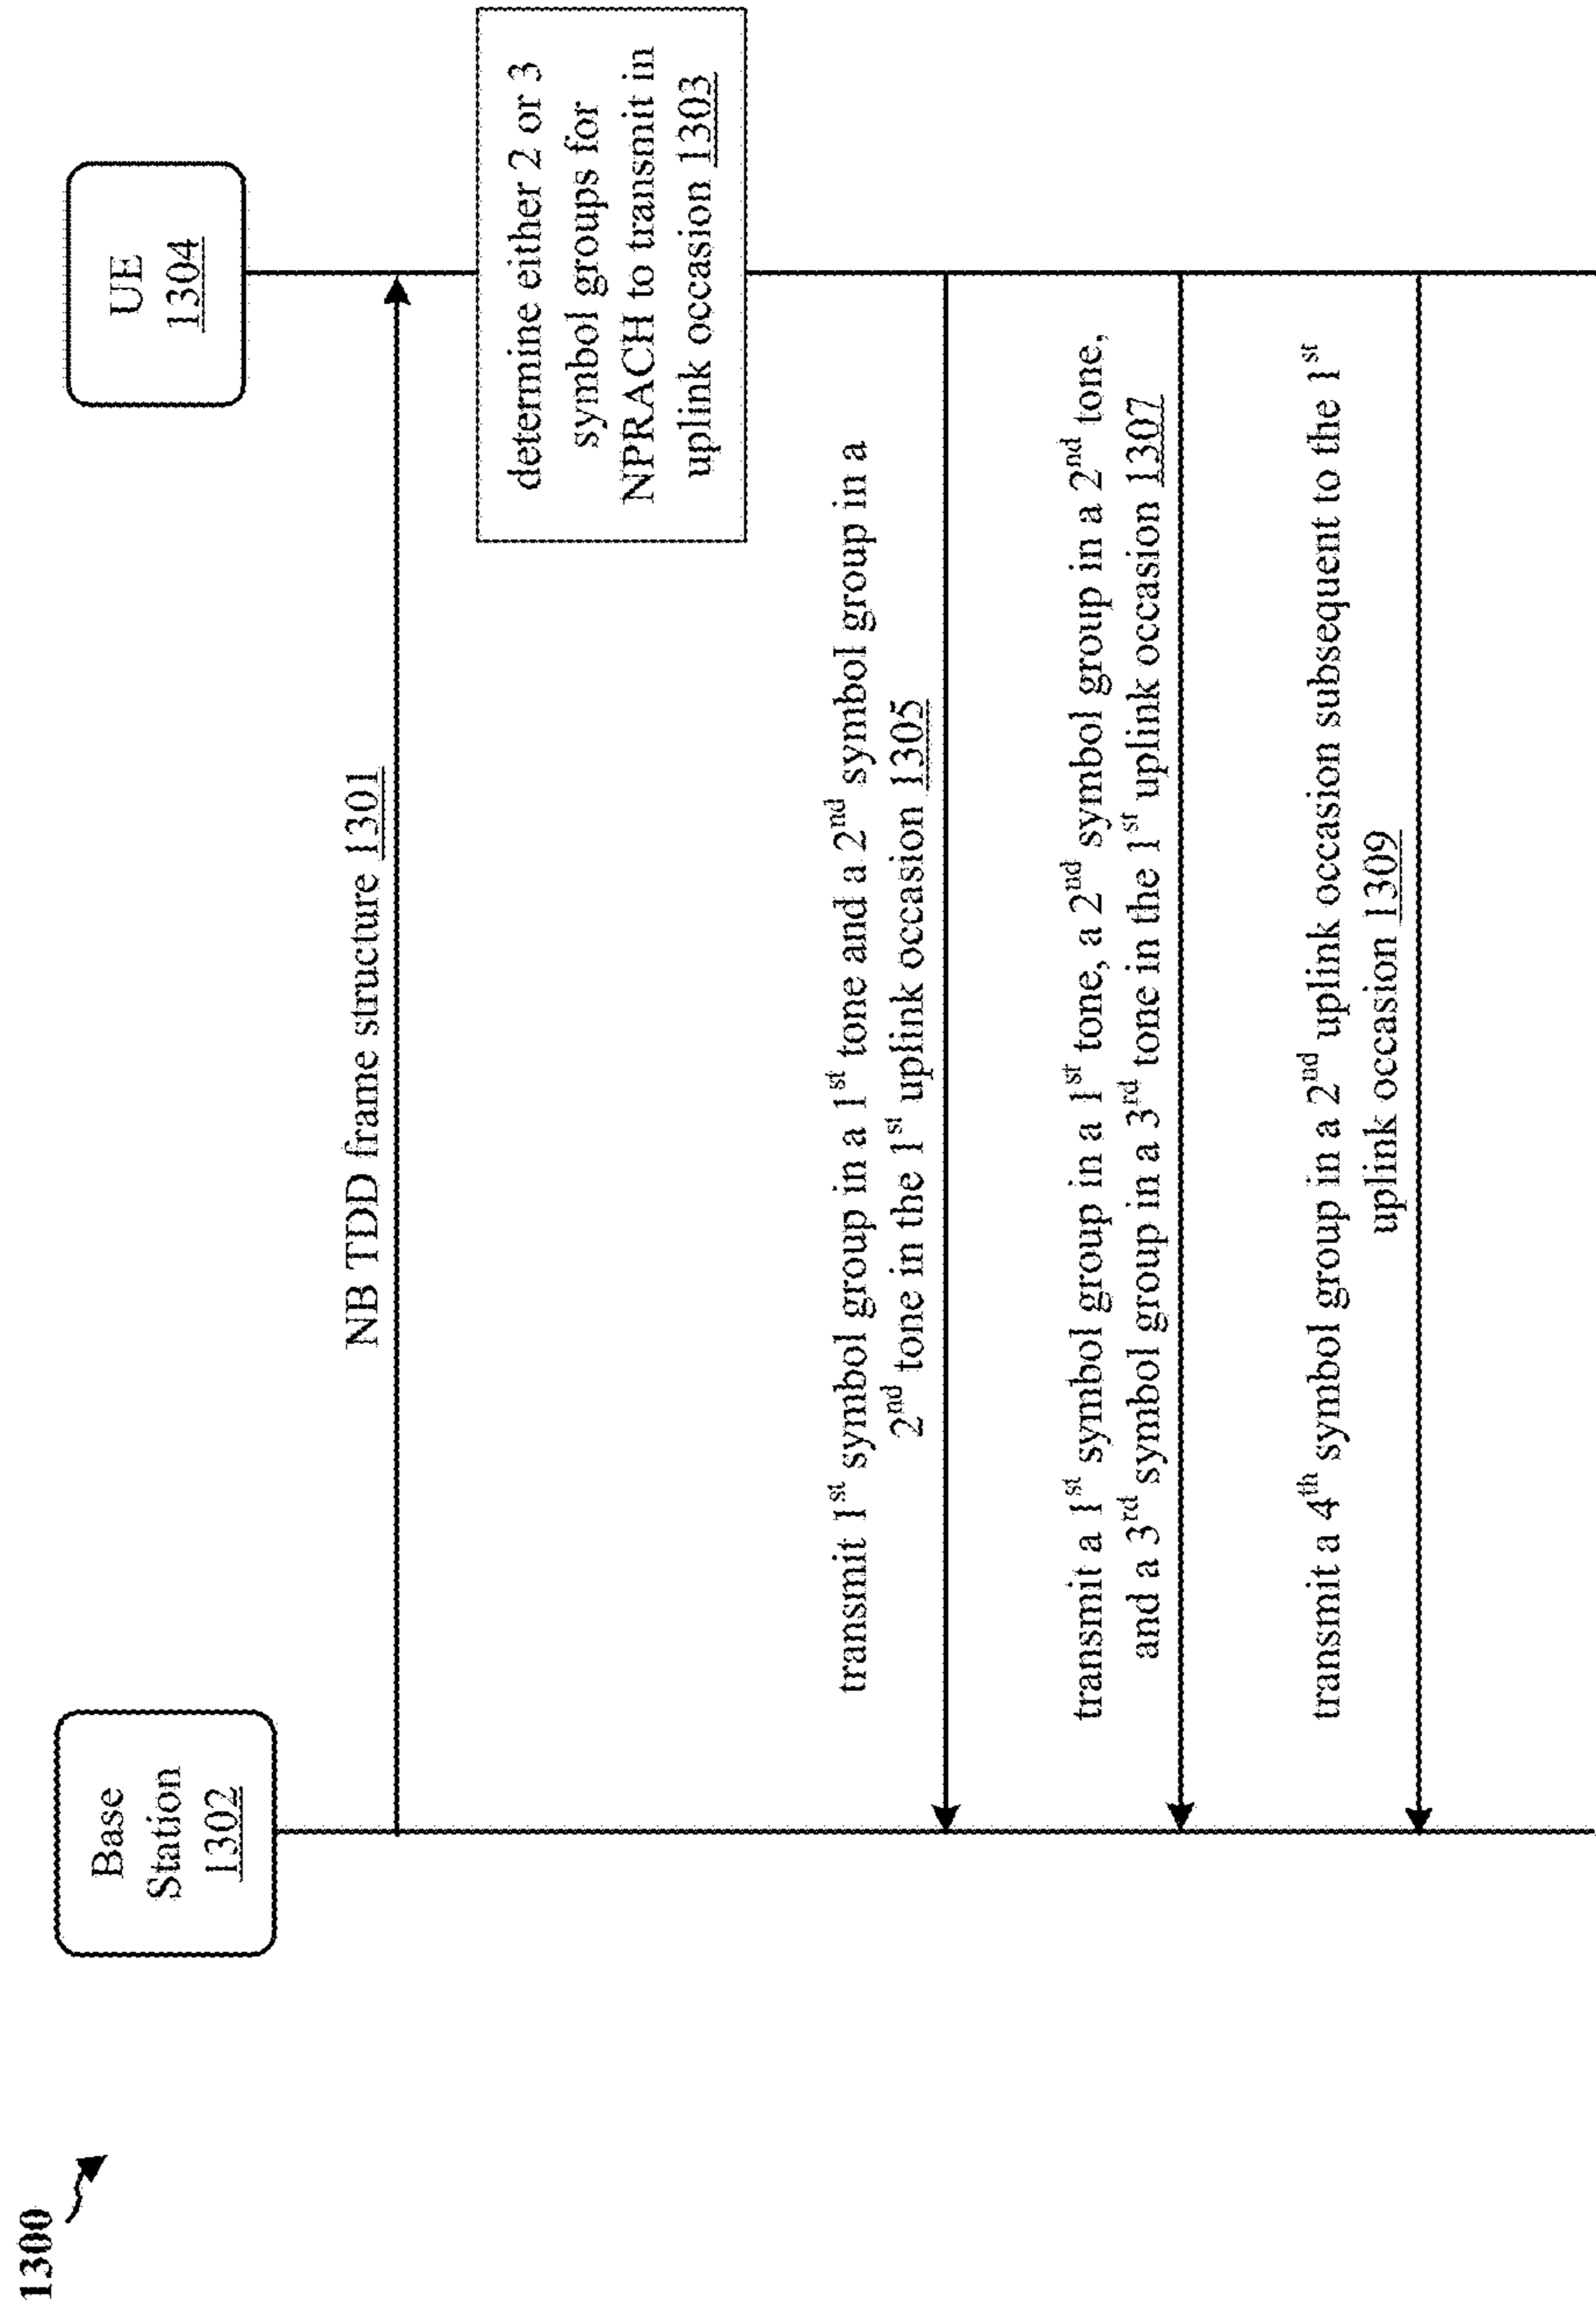 1300
Base
Station
1302
UE
1304
NB TDD frame structure 1301
determine either 2 or 3
symbol groups for
NPRACH to transmit in
uplink occasion 1303
transmit 1st symbol group in a 1st tone and a 2nd symbol group in a
2nd tone in the 1st uplink occasion 1305
transmit a 1st symbol group in a 1st tone, a 2nd symbol group in a 2nd tone,
and a 3rd symbol group in a 3rd tone in the 1st uplink occasion 1307
transmit a 4th symbol group in a 2nd uplink occasion subsequent to the 1st
uplink occasion 1309